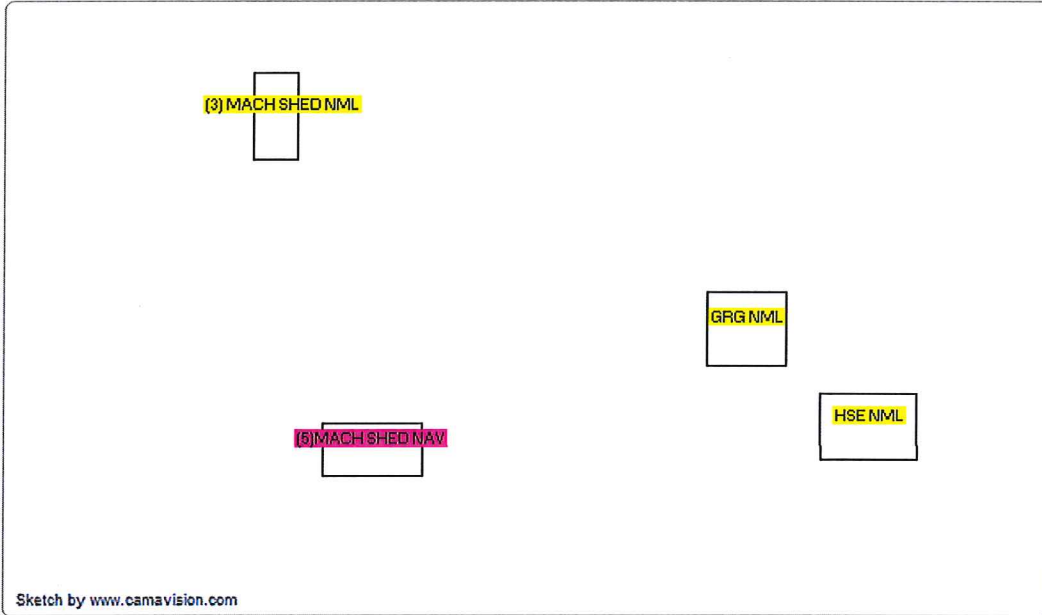 (3) MACH SHED NML
GRG NML
HSE NML
(5)MACH SHED NAV
Sketch by www.camavision.com